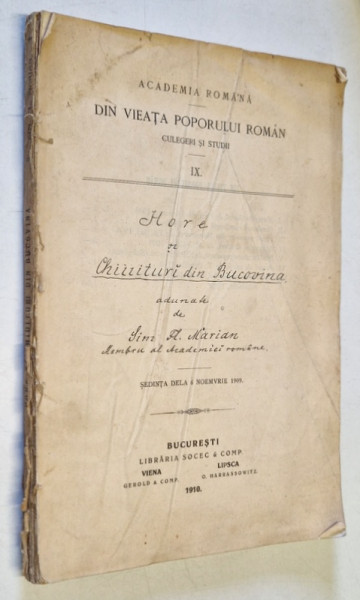 ACADEMIA ROMÂNĂ
DIN VIEAȚA POPORULUI ROMÂN
CULEGERI ȘI STUDII
IX.
Hore
și
Chiuituri din Bucovina
adunate
de
Sim Fl. Marian
Membru al Academiei române.
ȘEDINȚA DELA 6 NOEMVRIE 1909.
BUCUREȘTI
LIBRĂRIA SOCEC & COMP.
VIENA LIPSCA
GEROLD & COMP. O. HARRASSOWITZ.
1910.